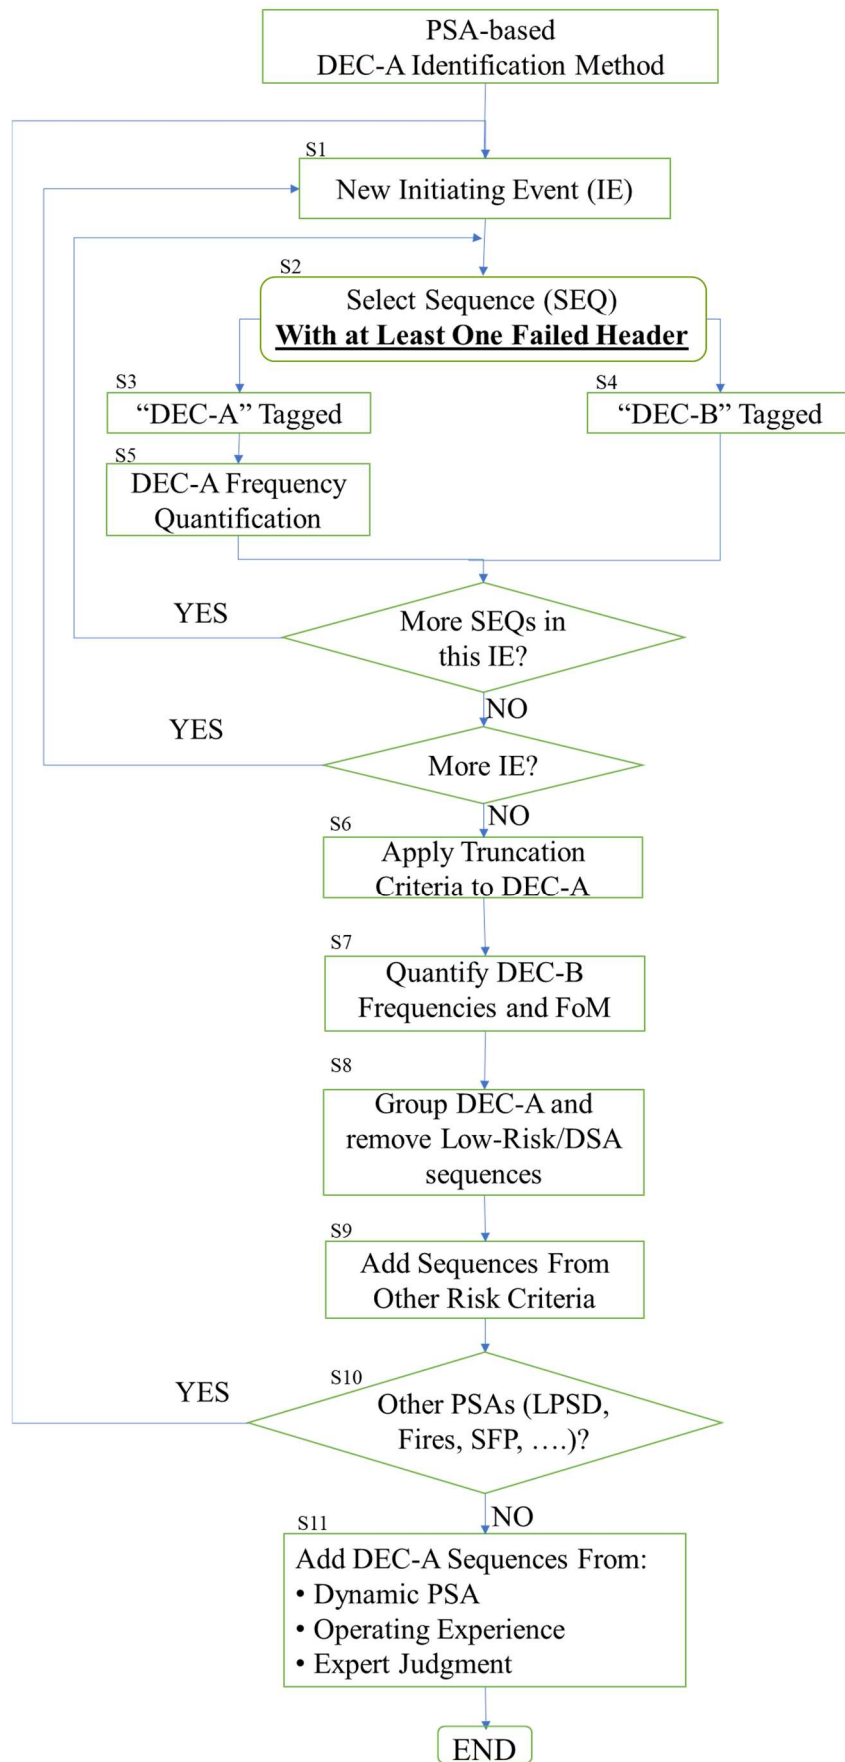 PSA-based
DEC-A Identification Method
S1
New Initiating Event (IE)
S2
Select Sequence (SEQ)
With at Least One Failed Header
S3
“DEC-A” Tagged
S4
“DEC-B” Tagged
S5
DEC-A Frequency
Quantification
More SEQs in
this IE?
YES
NO
More IE?
YES
NO
S6
Apply Truncation
Criteria to DEC-A
S7
Quantify DEC-B
Frequencies and FoM
S8
Group DEC-A and
remove Low-Risk/DSA
sequences
S9
Add Sequences From
Other Risk Criteria
S10
Other PSAs (LPSD,
Fires, SFP, ….)?
YES
NO
S11
Add DEC-A Sequences From:
• Dynamic PSA
• Operating Experience
• Expert Judgment
END